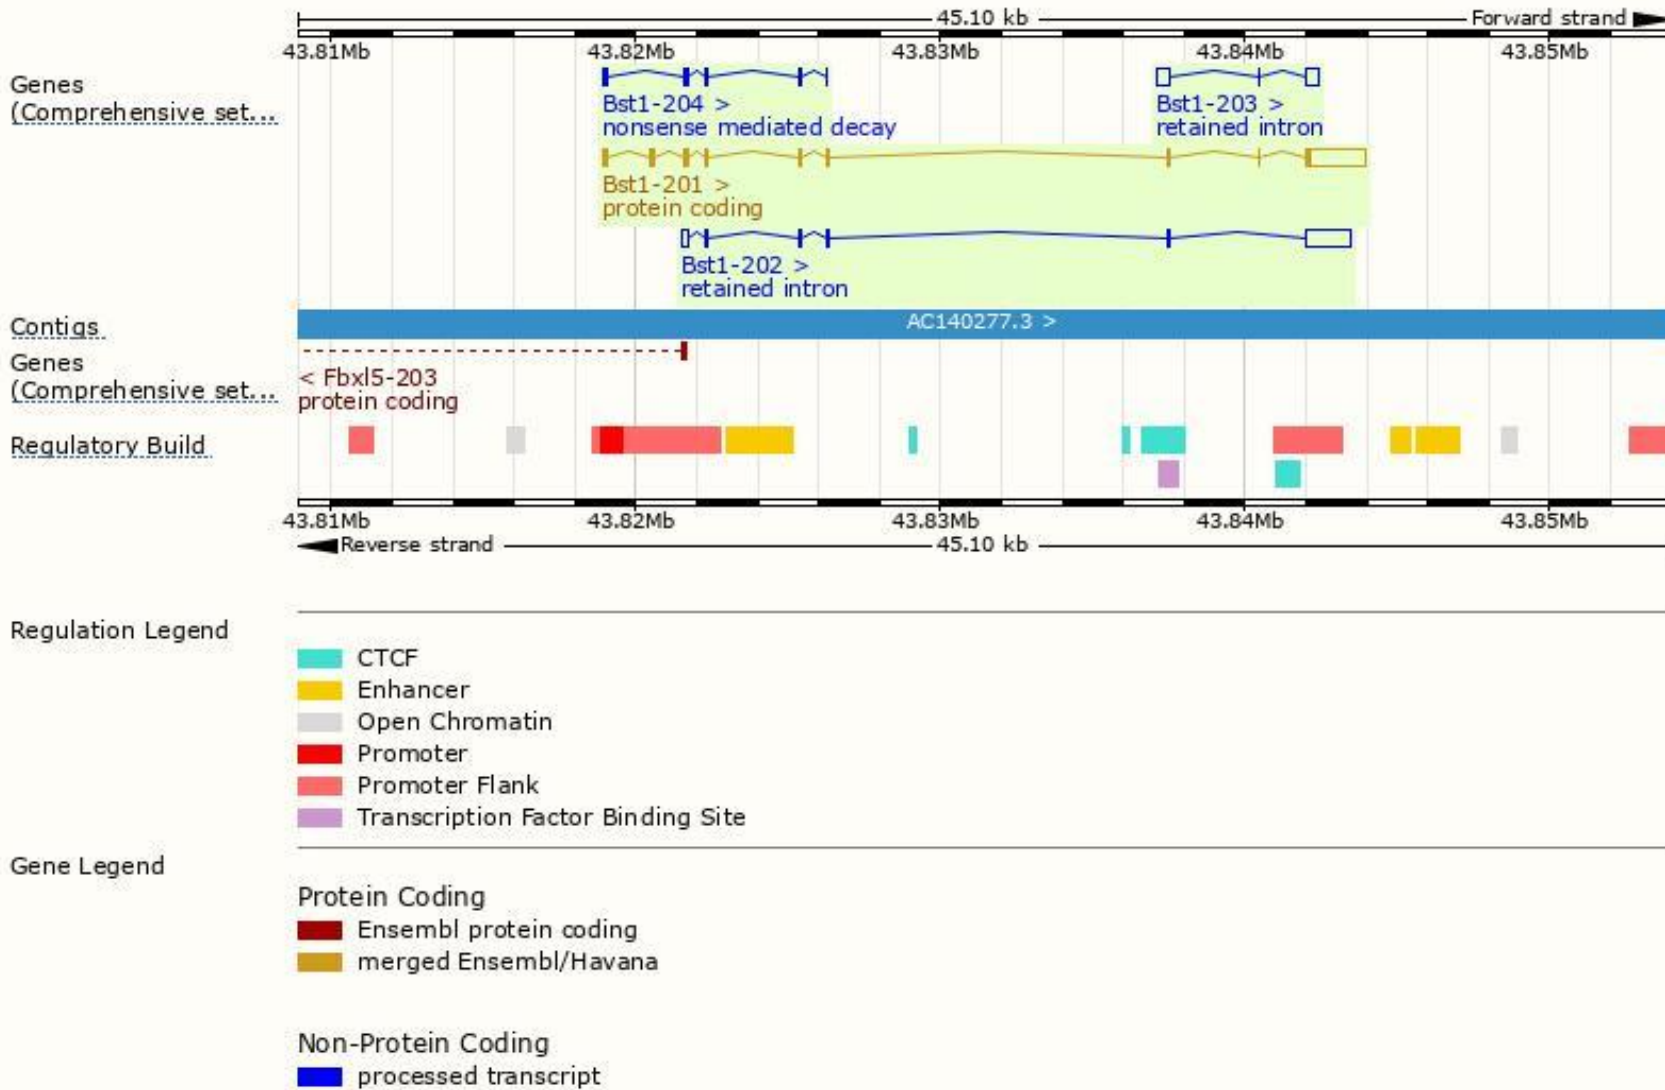 45.10 kb Forward strand
43.81Mb 43.82Mb 43.83Mb 43.84Mb 43.85Mb
Genes
(Comprehensive set...
Bst1-204 > Bst1-203 >
nonsense mediated decay retained intron
Bst1-201 >
protein coding
Bst1-202 >
retained intron
Contigs AC140277.3 >
Genes
(Comprehensive set...
< Fbxl5-203
protein coding
Regulatory Build
43.81Mb 43.82Mb 43.83Mb 43.84Mb 43.85Mb
Reverse strand 45.10 kb
Regulation Legend
CTCF
Enhancer
Open Chromatin
Promoter
Promoter Flank
Transcription Factor Binding Site
Gene Legend
Protein Coding
Ensembl protein coding
merged Ensembl/Havana
Non-Protein Coding
processed transcript